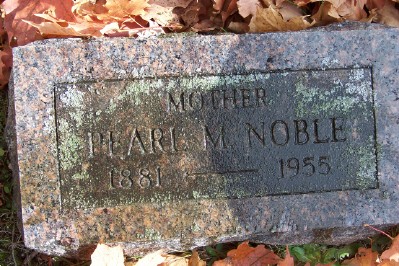 MOTHER
PEARL M. NOBLE
1881 — 1955